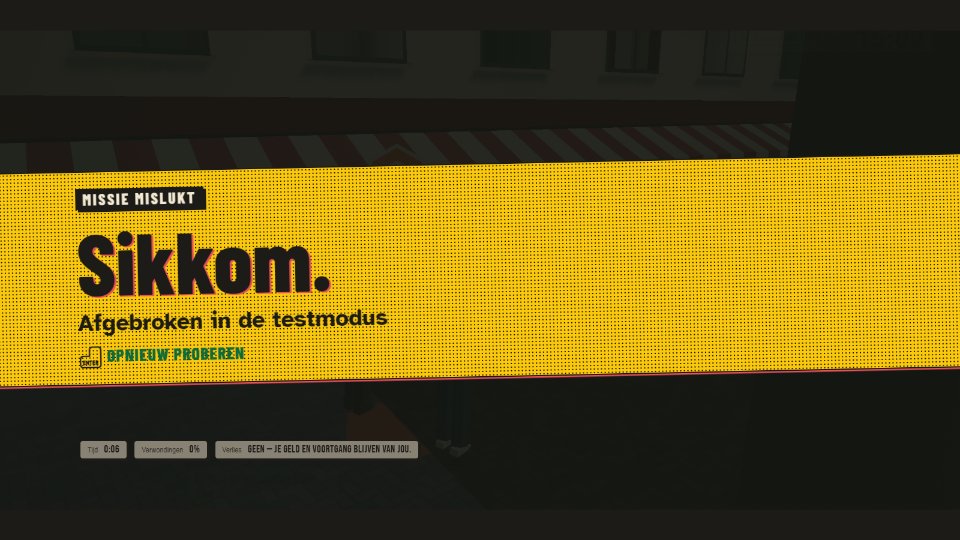 MISSIE MISLUKT
Sikkom.
Afgebroken in de testmodus
ENTER OPNIEUW PROBEREN
Tijd 0:06 Verwondingen 0% Verlies GEEN – JE GELD EN VOORTGANG BLIJVEN VAN JOU.